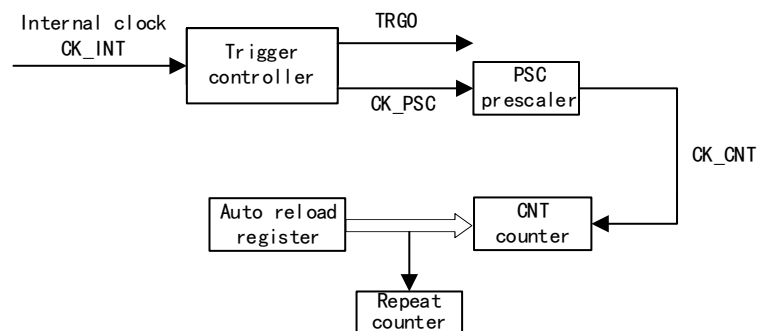 Internal clock
CK_INT
Trigger
controller
TRGO
CK_PSC
PSC
prescaler
CK_CNT
Auto reload
register
CNT
counter
Repeat
counter